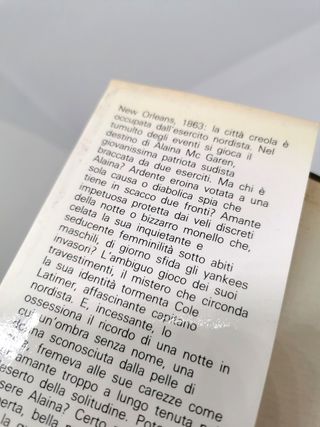 New Orleans, 1863: la città creola è
occupata dall'esercito nordista. Nel
tumulto degli eventi si gioca il
destino di Alaina Mc Garen,
giovanissima patriota sudista
braccata da due eserciti. Ma chi è
Alaina? Ardente eroina votata a una
sola causa o diabolica spia che
tiene in scacco due fronti? Amante
impetuosa protetta dai veli discreti
della notte o bizzarro monello che,
celata la sua inquietante e
seducente femminilità sotto abiti
maschili, di giorno sfida gli yankees
invasori? L'ambiguo gioco dei suoi
travestimenti, il mistero che circonda
la sua identità tormenta Cole
Latimer, affascinante capitano
nordista. E, incessante, lo
ossessiona il ricordo di una notte in
cui un'ombra senza nome, una
sconosciuta dalla pelle di
fremeva alle sue carezze come
amante troppo a lungo tenuta
deserto della solitudine.
essere Alaina?
bella